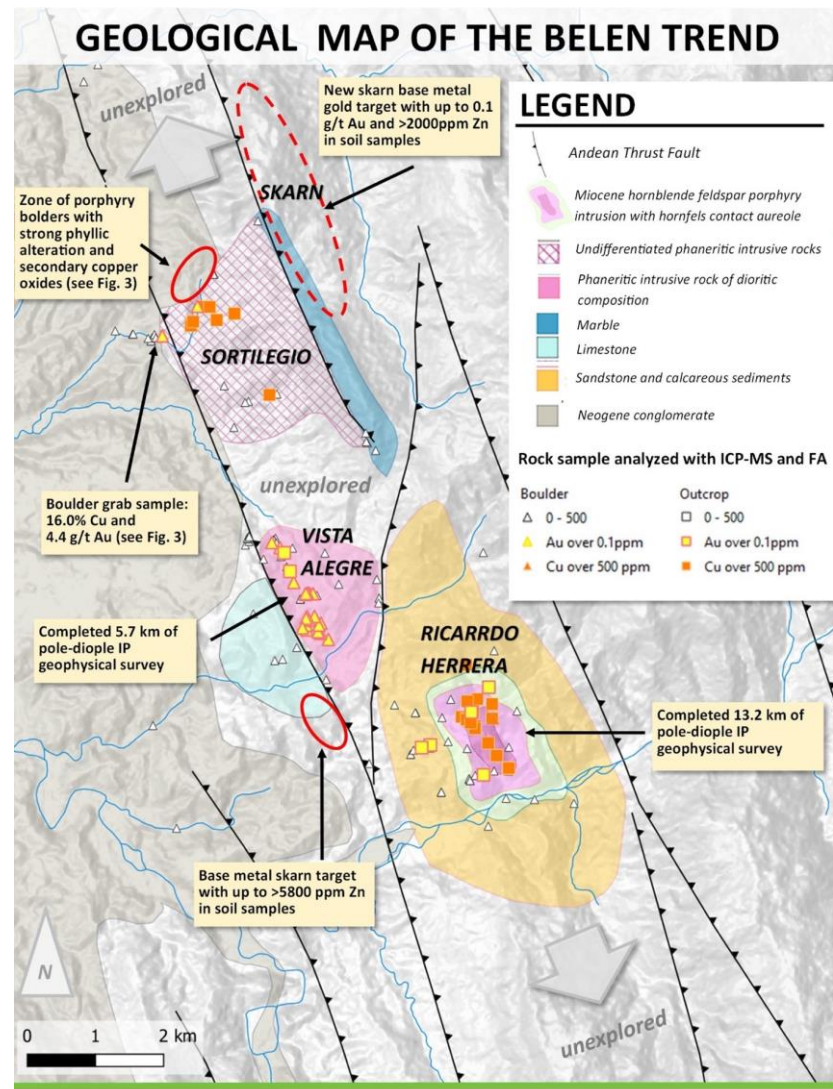 GEOLOGICAL MAP OF THE BELEN TREND
unexplored
New skarn base metal
gold target with up to 0.1
g/t Au and >2000ppm Zn
in soil samples
SKARN
Zone of porphyry
bolders with
strong phyllic
alteration and
secondary copper
oxides (see Fig. 3)
SORTILEGIO
Boulder grab sample:
16.0% Cu and
4.4 g/t Au (see Fig. 3)
unexplored
VISTA
ALEGRE
Completed 5.7 km of
pole-diople IP
geophysical survey
RICARRDO
HERRERA
Completed 13.2 km of
pole-diople IP
geophysical survey
Base metal skarn target
with up to >5800 ppm Zn
in soil samples
unexplored
N
0 1 2 km
LEGEND
Andean Thrust Fault
Miocene hornblende feldspar porphyry
intrusion with hornfels contact aureole
Undifferentiated phaneritic intrusive rocks
Phaneritic intrusive rock of dioritic
composition
Marble
Limestone
Sandstone and calcareous sediments
Neogene conglomerate
Rock sample analyzed with ICP-MS and FA
Boulder Outcrop
0 - 500 0 - 500
Au over 0.1ppm Au over 0.1ppm
Cu over 500 ppm Cu over 500 ppm